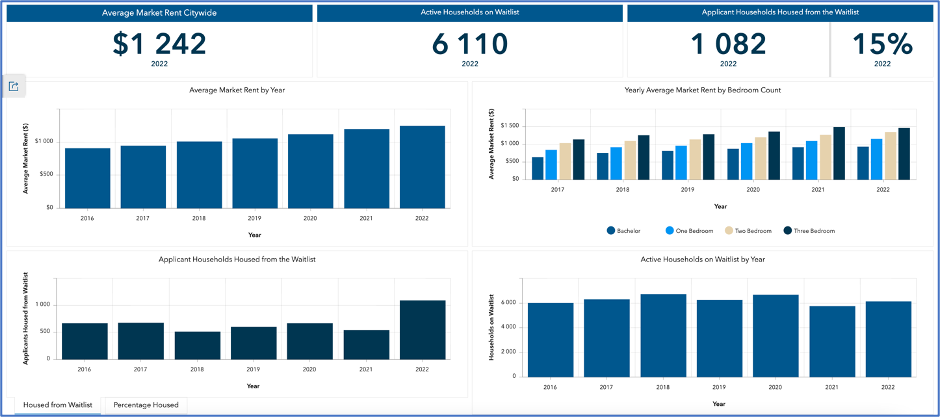 Average Market Rent Citywide
$1 242
2022
Active Households on Waitlist
6 110
2022
Applicant Households Housed from the Waitlist
1 082
2022
15%
2022
Average Market Rent by Year
Average Market Rent ($)
$1 000
$500
$0
2016 2017 2018 2019 2020 2021 2022
Year
Yearly Average Market Rent by Bedroom Count
Average Market Rent ($)
$1 500
$1 000
$500
$0
2017 2018 2019 2020 2021 2022
Year
Bachelor One Bedroom Two Bedroom Three Bedroom
Applicant Households Housed from the Waitlist
Applicants Housed from Waitlist
1 000
500
0
2016 2017 2018 2019 2020 2021 2022
Year
Housed from Waitlist Percentage Housed
Active Households on Waitlist by Year
Households on Waitlist
6 000
4 000
2 000
0
2016 2017 2018 2019 2020 2021 2022
Year